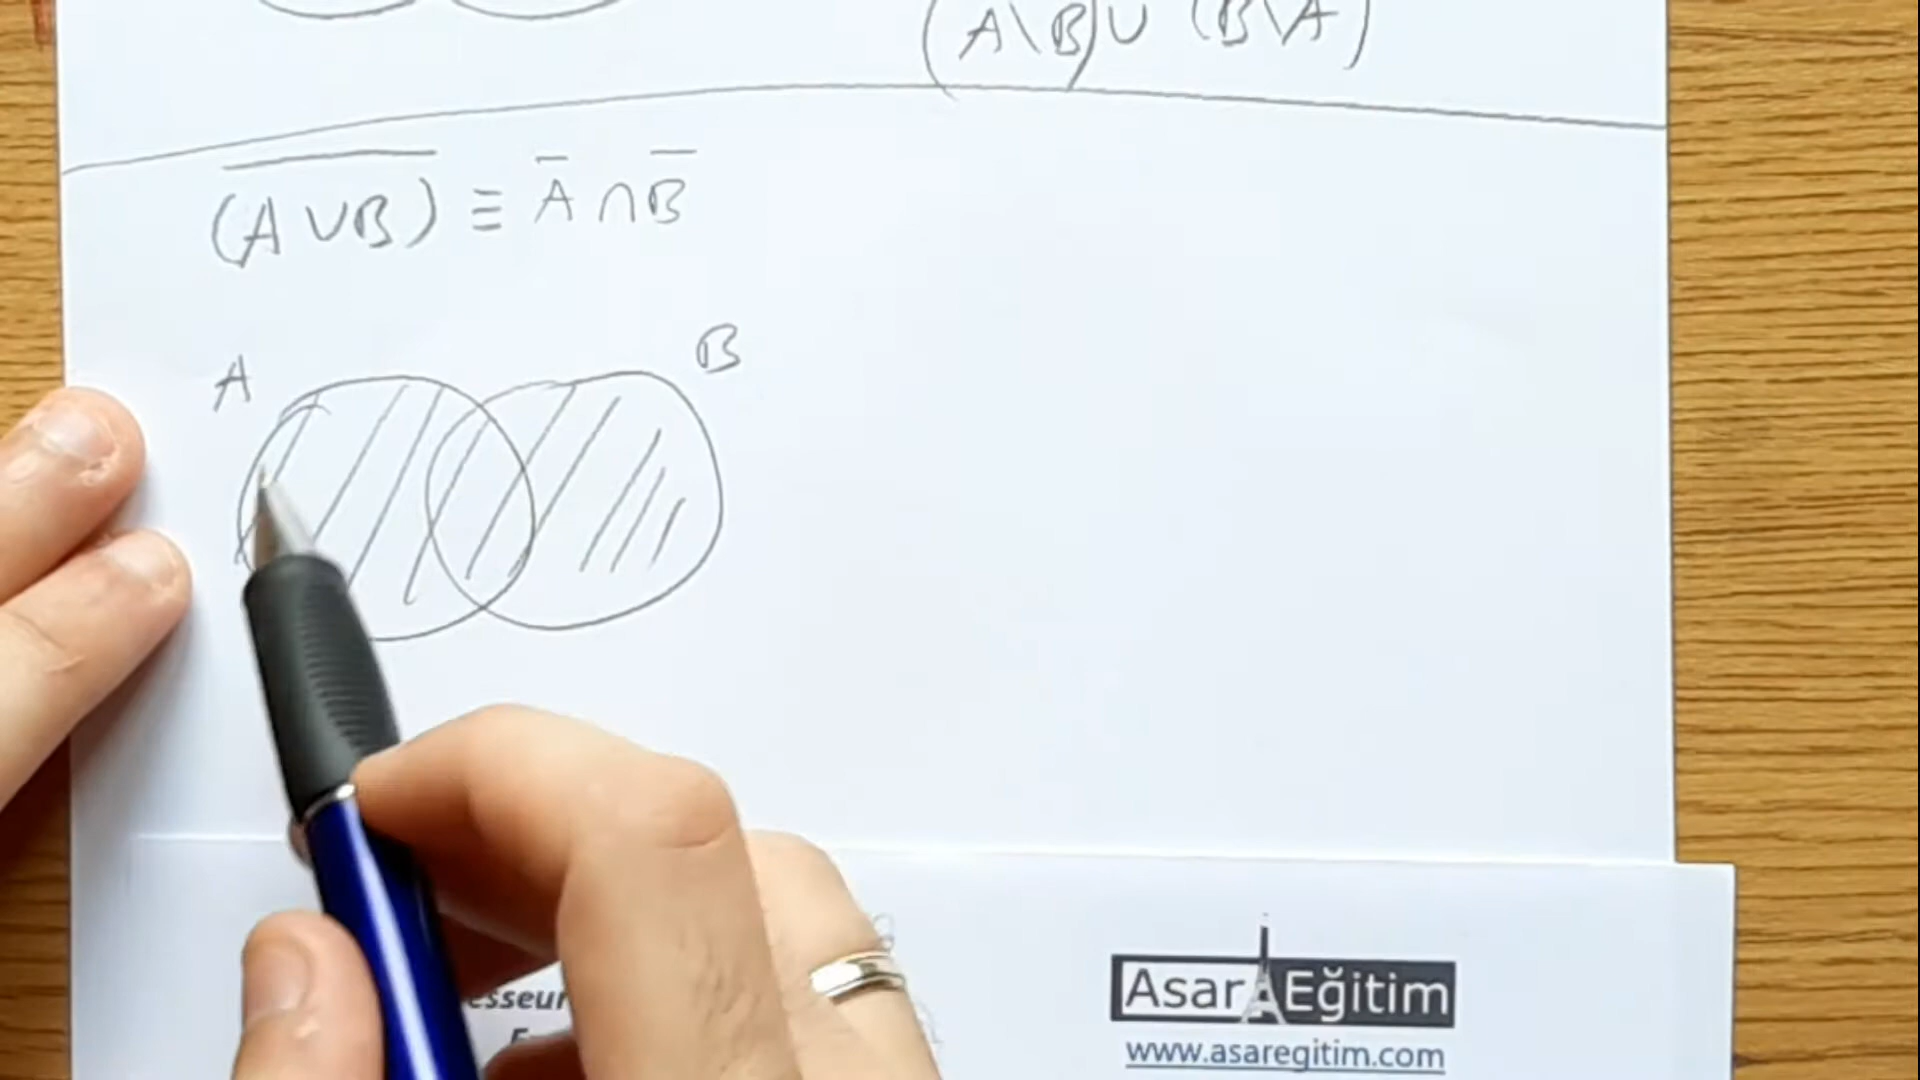 (A\B)∪(B\A)
(A̅ ∪̅ B̅) ≡ A̅ ∩ B̅
A
B
Asar Eğitim
www.asaregitim.com